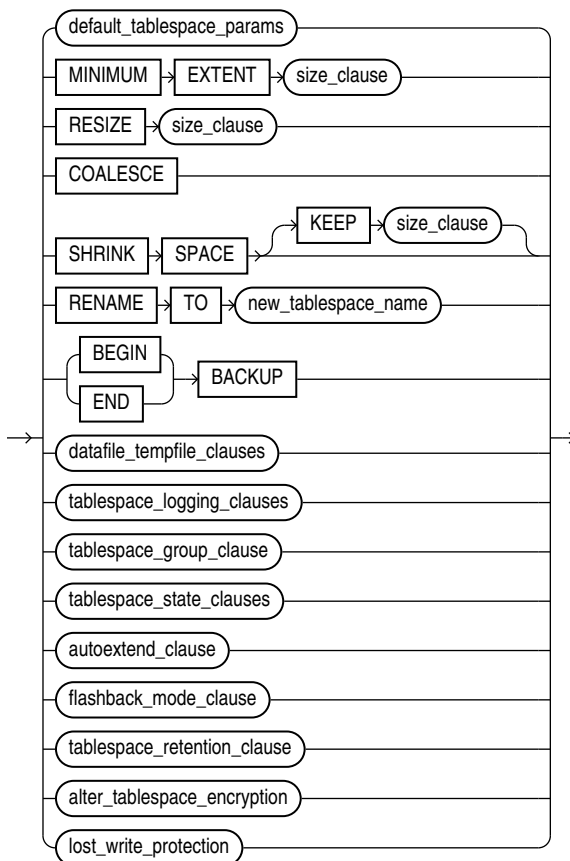 default_tablespace_params
MINIMUM EXTENT size_clause
RESIZE size_clause
COALESCE
KEEP size_clause
SHRINK SPACE
RENAME TO new_tablespace_name
BEGIN
BACKUP
END
datafile_tempfile_clauses
tablespace_logging_clauses
tablespace_group_clause
tablespace_state_clauses
autoextend_clause
flashback_mode_clause
tablespace_retention_clause
alter_tablespace_encryption
lost_write_protection